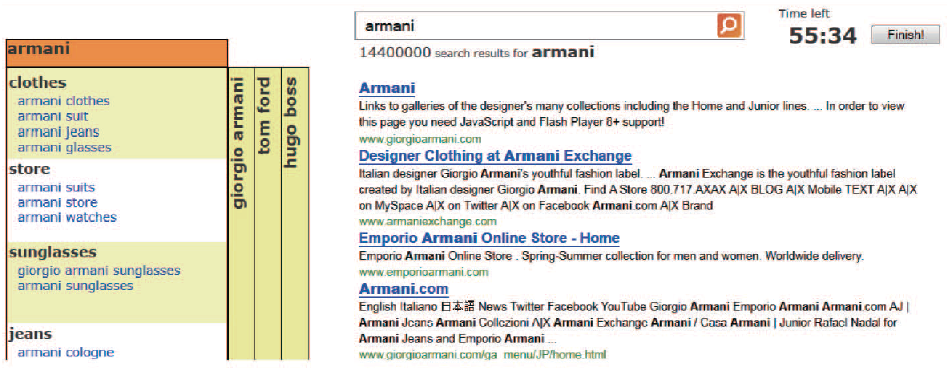 armani
clothes
armani clothes
armani suit
armani jeans
armani glasses
store
armani suits
armani store
armani watches
sunglasses
giorgio armani sunglasses
armani sunglasses
jeans
armani cologne
giorgio armani
tom ford
hugo boss
armani
Time left
55:34
Finish!
14400000 search results for armani
Armani
Links to galleries of the designer's many collections including the Home and Junior lines. ... In order to view
this page you need JavaScript and Flash Player 8+ support!
www.giorgioarmani.com
Designer Clothing at Armani Exchange
Italian designer Giorgio Armani's youthful fashion label. ... Armani Exchange is the youthful fashion label
created by Italian designer Giorgio Armani. Find A Store 800.717.AXAX A|X BLOG A|X Mobile TEXT A|X A|X
on MySpace A|X on Twitter A|X on Facebook Armani.com A|X Brand
www.armaniexchange.com
Emporio Armani Online Store - Home
Emporio Armani Online Store . Spring-Summer collection for men and women. Worldwide delivery.
www.emporioarmani.com
Armani.com
English Italiano 日本語 News Twitter Facebook YouTube Giorgio Armani Emporio Armani Armani.com AJ |
Armani Jeans Armani Collezioni A|X Armani Exchange Armani / Casa Armani | Junior Rafael Nadal for
Armani Jeans and Emporio Armani ...
www.giorgioarmani.com/ga_menu/JP/home.html